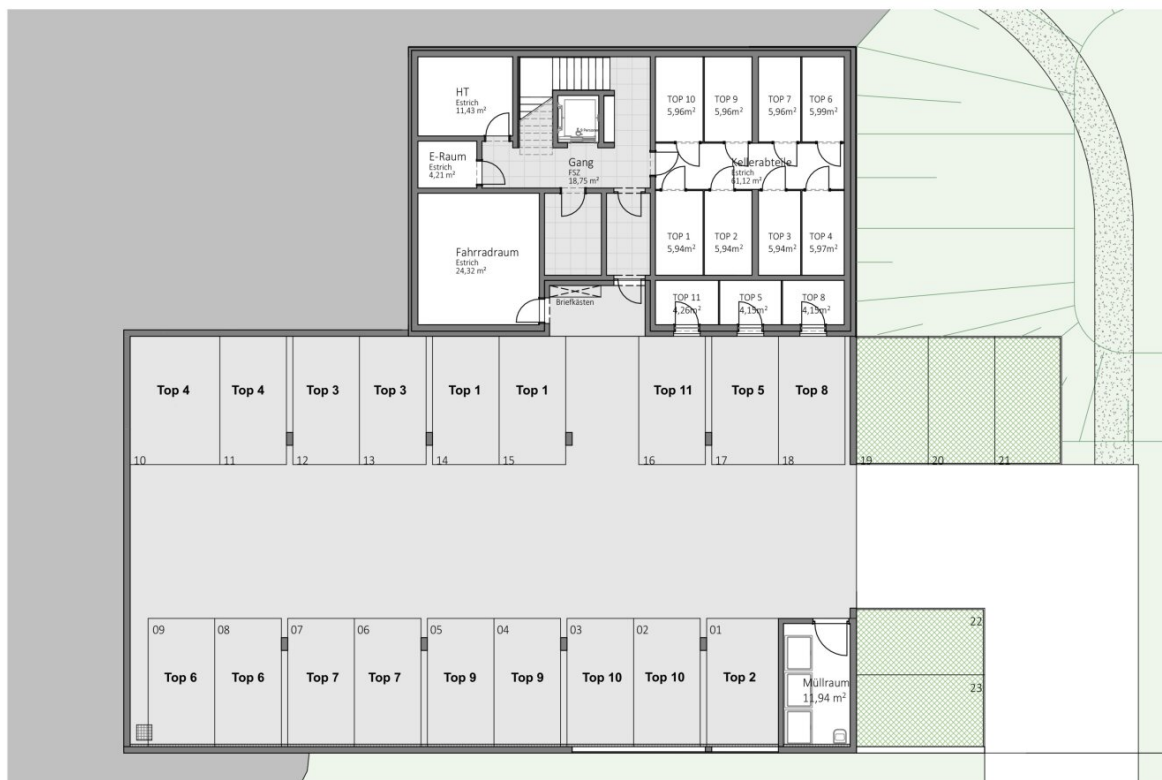 HT
Estrich
11,43 m²
E-Raum
Estrich
4,21 m²
Gang
FSZ
18,75 m²
Fahrradraum
Estrich
24,32 m²
Briefkästen
TOP 10
5,96m²
TOP 9
5,96m²
TOP 7
5,96m²
TOP 6
5,99m²
Kellerabteile
Estrich
61,12 m²
TOP 1
5,94m²
TOP 2
5,94m²
TOP 3
5,94m²
TOP 4
5,97m²
TOP 11
4,26m²
TOP 5
4,15m²
TOP 8
4,15m²
Top 4
Top 4
Top 3
Top 3
Top 1
Top 1
Top 11
Top 5
Top 8
10
11
12
13
14
15
16
17
18
19
20
21
09
08
07
06
05
04
03
02
01
22
Top 6
Top 6
Top 7
Top 7
Top 9
Top 9
Top 10
Top 10
Top 2
Müllraum
11,94 m²
23